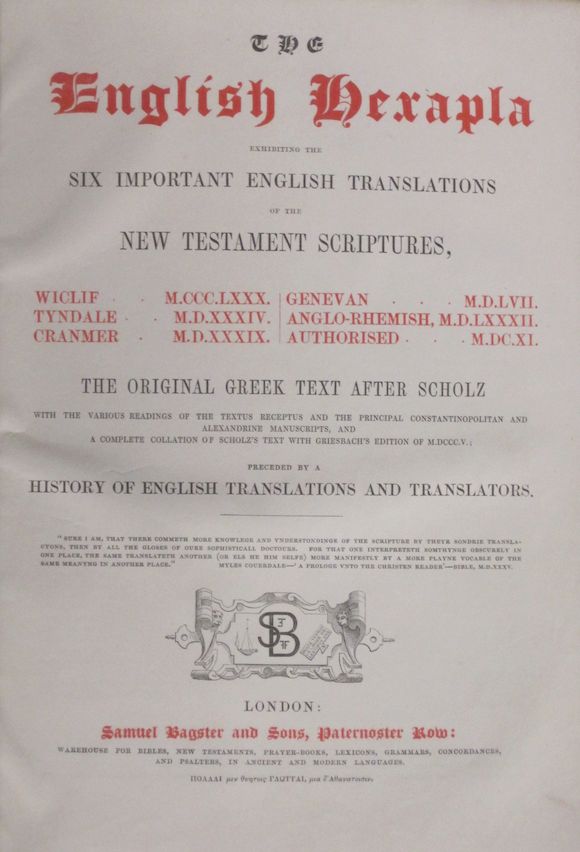 THE
English Hexapla
EXHIBITING THE
SIX IMPORTANT ENGLISH TRANSLATIONS
OF THE
NEW TESTAMENT SCRIPTURES,
WICLIF . . M.CCC.LXXX.
TYNDALE . . M.D.XXXIV.
CRANMER . . M.D.XXXIX.
GENEVAN . . . M.D.LVII.
ANGLO-RHEMISH, M.D.LXXXII.
AUTHORISED . . . M.DC.XI.
THE ORIGINAL GREEK TEXT AFTER SCHOLZ
WITH THE VARIOUS READINGS OF THE TEXTUS RECEPTUS AND THE PRINCIPAL CONSTANTINOPOLITAN AND
ALEXANDRINE MANUSCRIPTS, AND
A COMPLETE COLLATION OF SCHOLZ'S TEXT WITH GRIESBACH'S EDITION OF M.DCCC.V.;
PRECEDED BY A
HISTORY OF ENGLISH TRANSLATIONS AND TRANSLATORS.
"SURE I AM, THAT THERE COMMETH MORE KNOWLEGE AND VNDERSTONDINGE OF THE SCRIPTURE BY THEYR SONDRIE TRANSLA-
CYONS, THEN BY ALL THE GLOSES OF OURE SOPHISTICALL DOCTOURS. FOR THAT ONE INTERPRETETH SOMTHYNGE OBSCURELY IN
ONE PLACE, THE SAME TRANSLATETH ANOTHER (OR ELS HE HIM SELFE) MORE MANIFESTLY BY A MORE PLAYNE VOCABLE OF THE
SAME MEANYNG IN ANOTHER PLACE." MYLES COUERDALE—'A PROLOGE VNTO THE CHRISTEN READER'—BIBLE, M.D.XXXV.
SB
LONDON:
Samuel Bagster and Sons, Paternoster Row:
WAREHOUSE FOR BIBLES, NEW TESTAMENTS, PRAYER-BOOKS, LEXICONS, GRAMMARS, CONCORDANCES,
AND PSALTERS, IN ANCIENT AND MODERN LANGUAGES.
ΠΟΛΛΑΙ μεν θνητοις ΓΛΩΤΤΑΙ, μια δ'Αθανατοισιν.